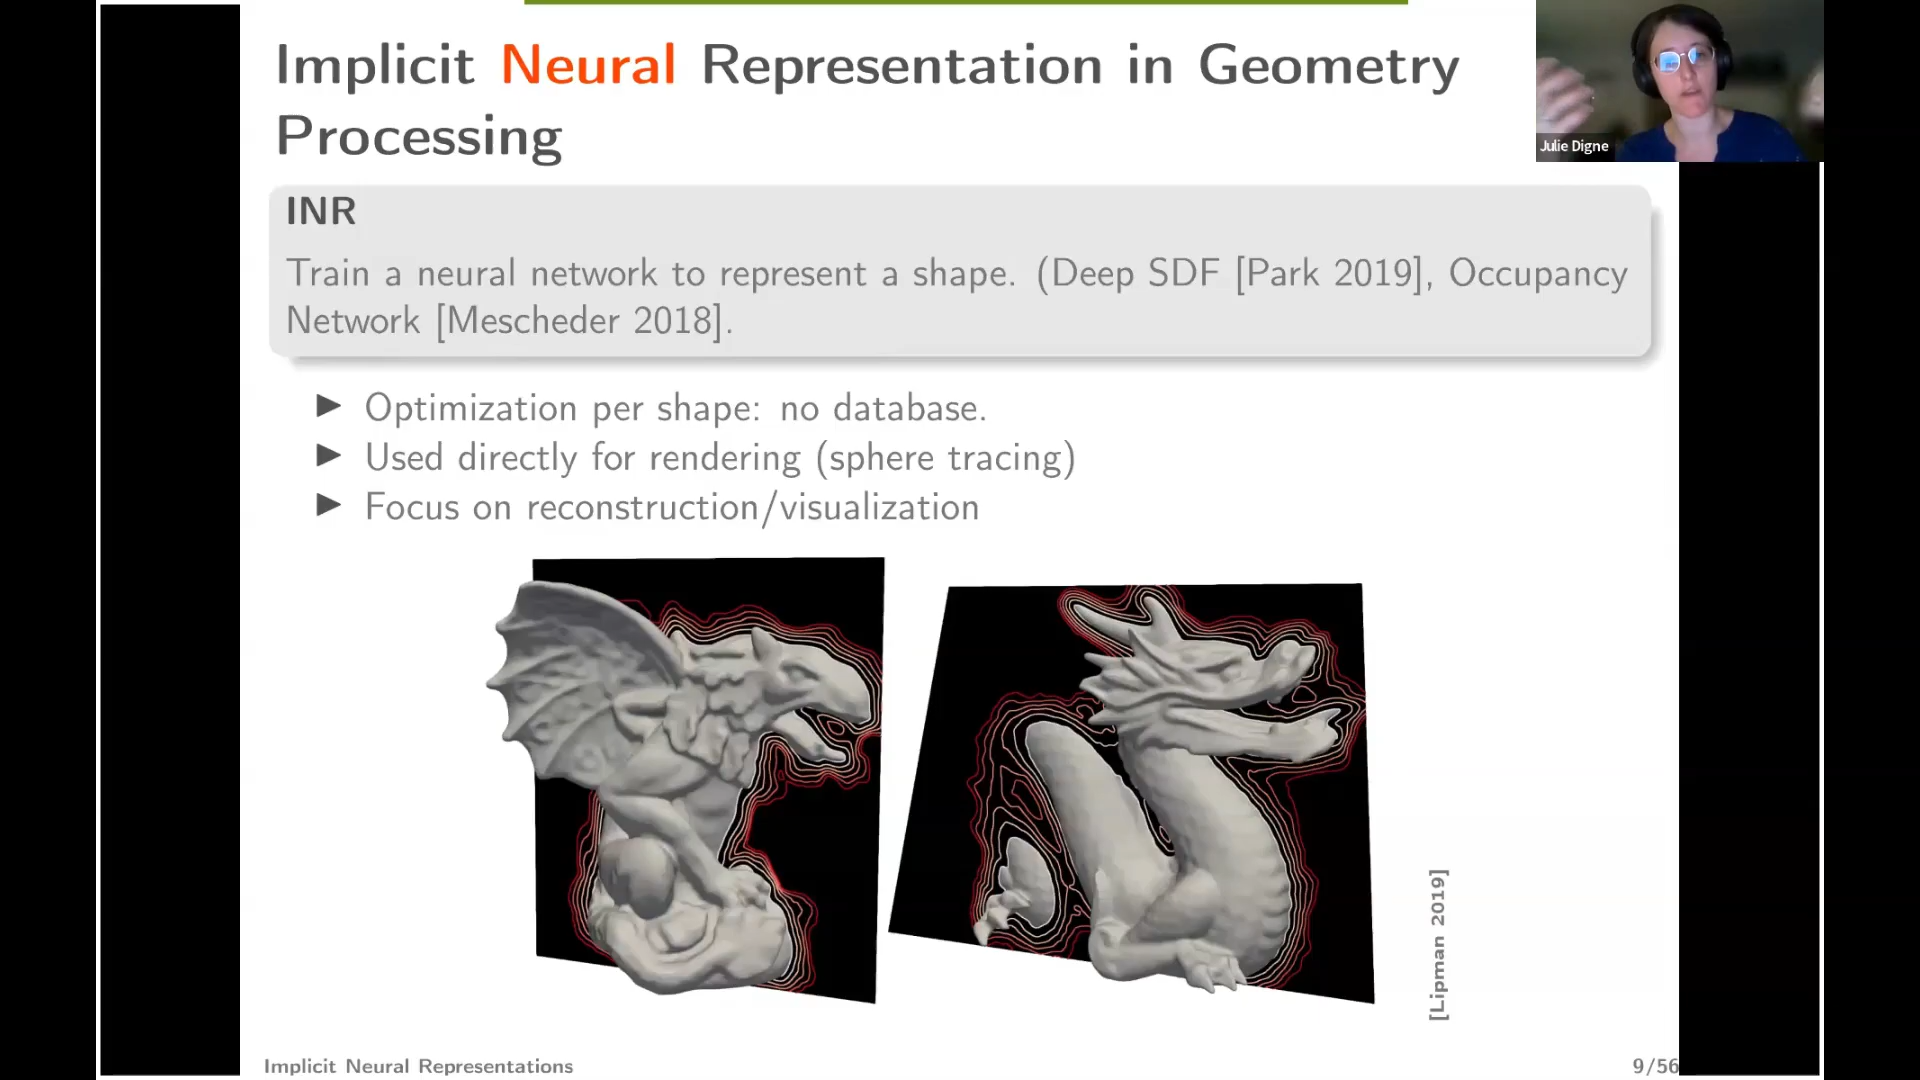 Implicit Neural Representation in Geometry
Processing
Julie Digne
INR
Train a neural network to represent a shape. (Deep SDF [Park 2019], Occupancy
Network [Mescheder 2018].
▶ Optimization per shape: no database.
▶ Used directly for rendering (sphere tracing)
▶ Focus on reconstruction/visualization
[Lipman 2019]
Implicit Neural Representations
9/56